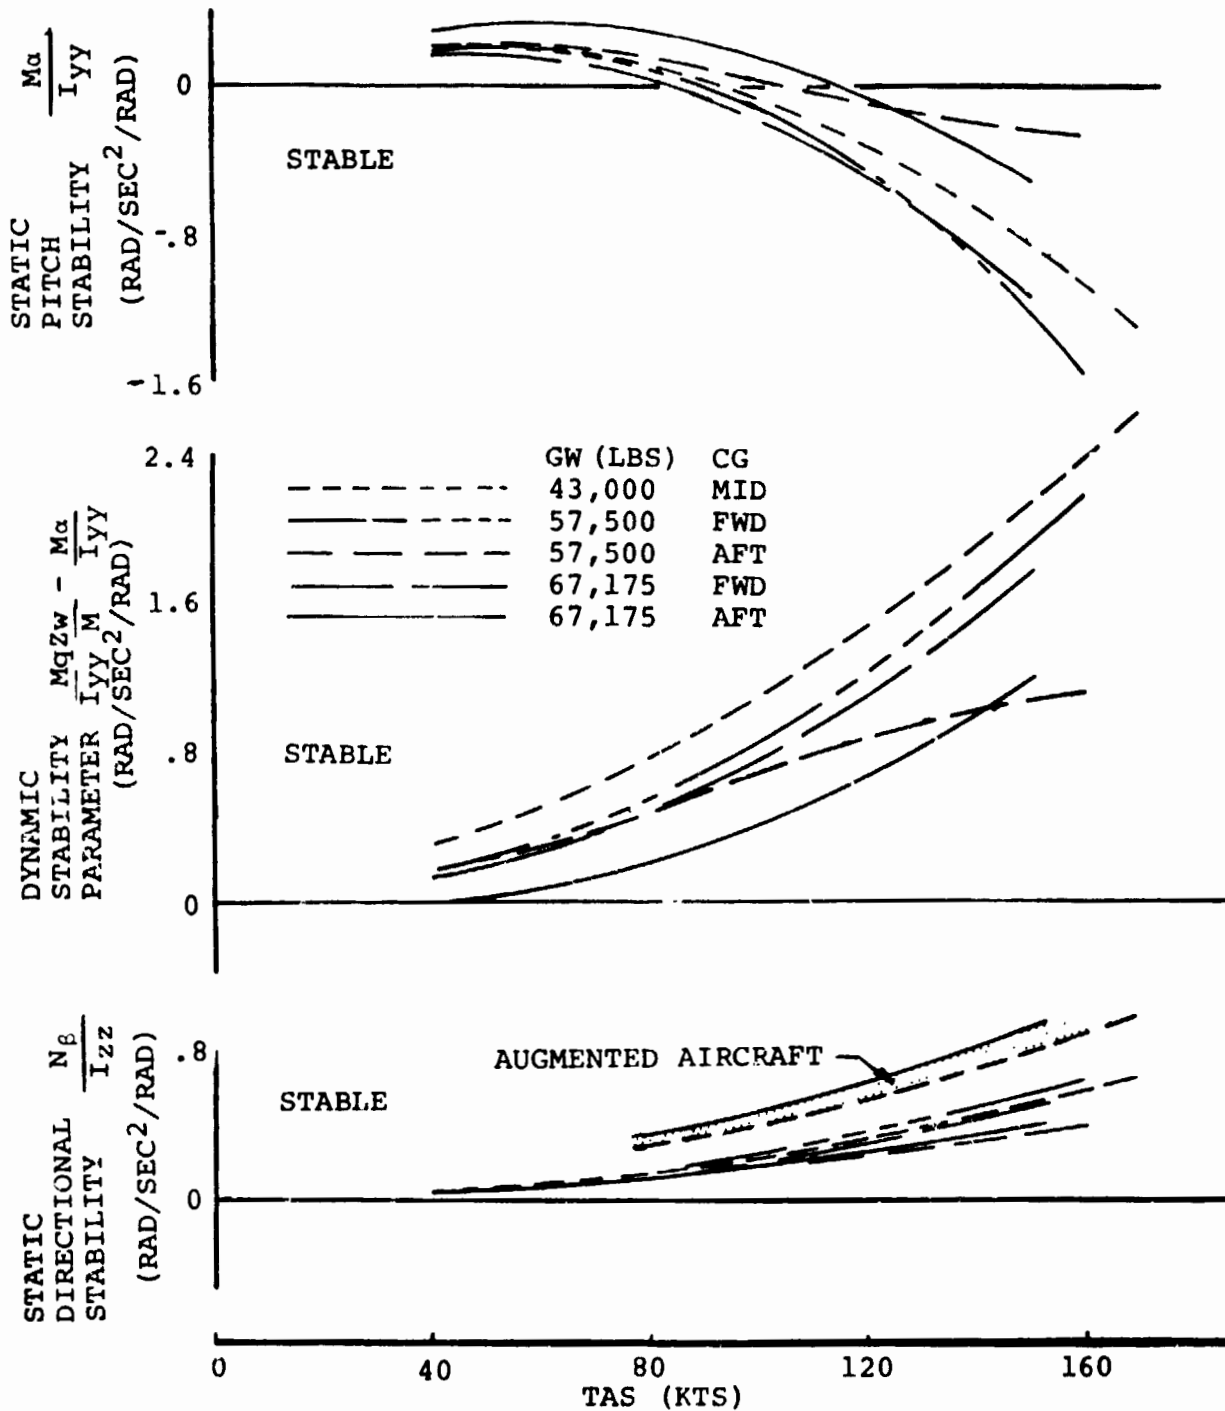 STATIC
PITCH
STABILITY
Mα
Iyy
(RAD/SEC²/RAD)
0
-.8
-1.6
STABLE
DYNAMIC
STABILITY MqZw - Mα
PARAMETER Iyy M Iyy
(RAD/SEC²/RAD)
2.4
1.6
.8
0
GW (LBS) CG
43,000 MID
57,500 FWD
57,500 AFT
67,175 FWD
67,175 AFT
STABLE
STATIC
DIRECTIONAL
STABILITY
Nβ
Izz
(RAD/SEC²/RAD)
.8
0
AUGMENTED AIRCRAFT
STABLE
0 40 80 120 160
TAS (KTS)